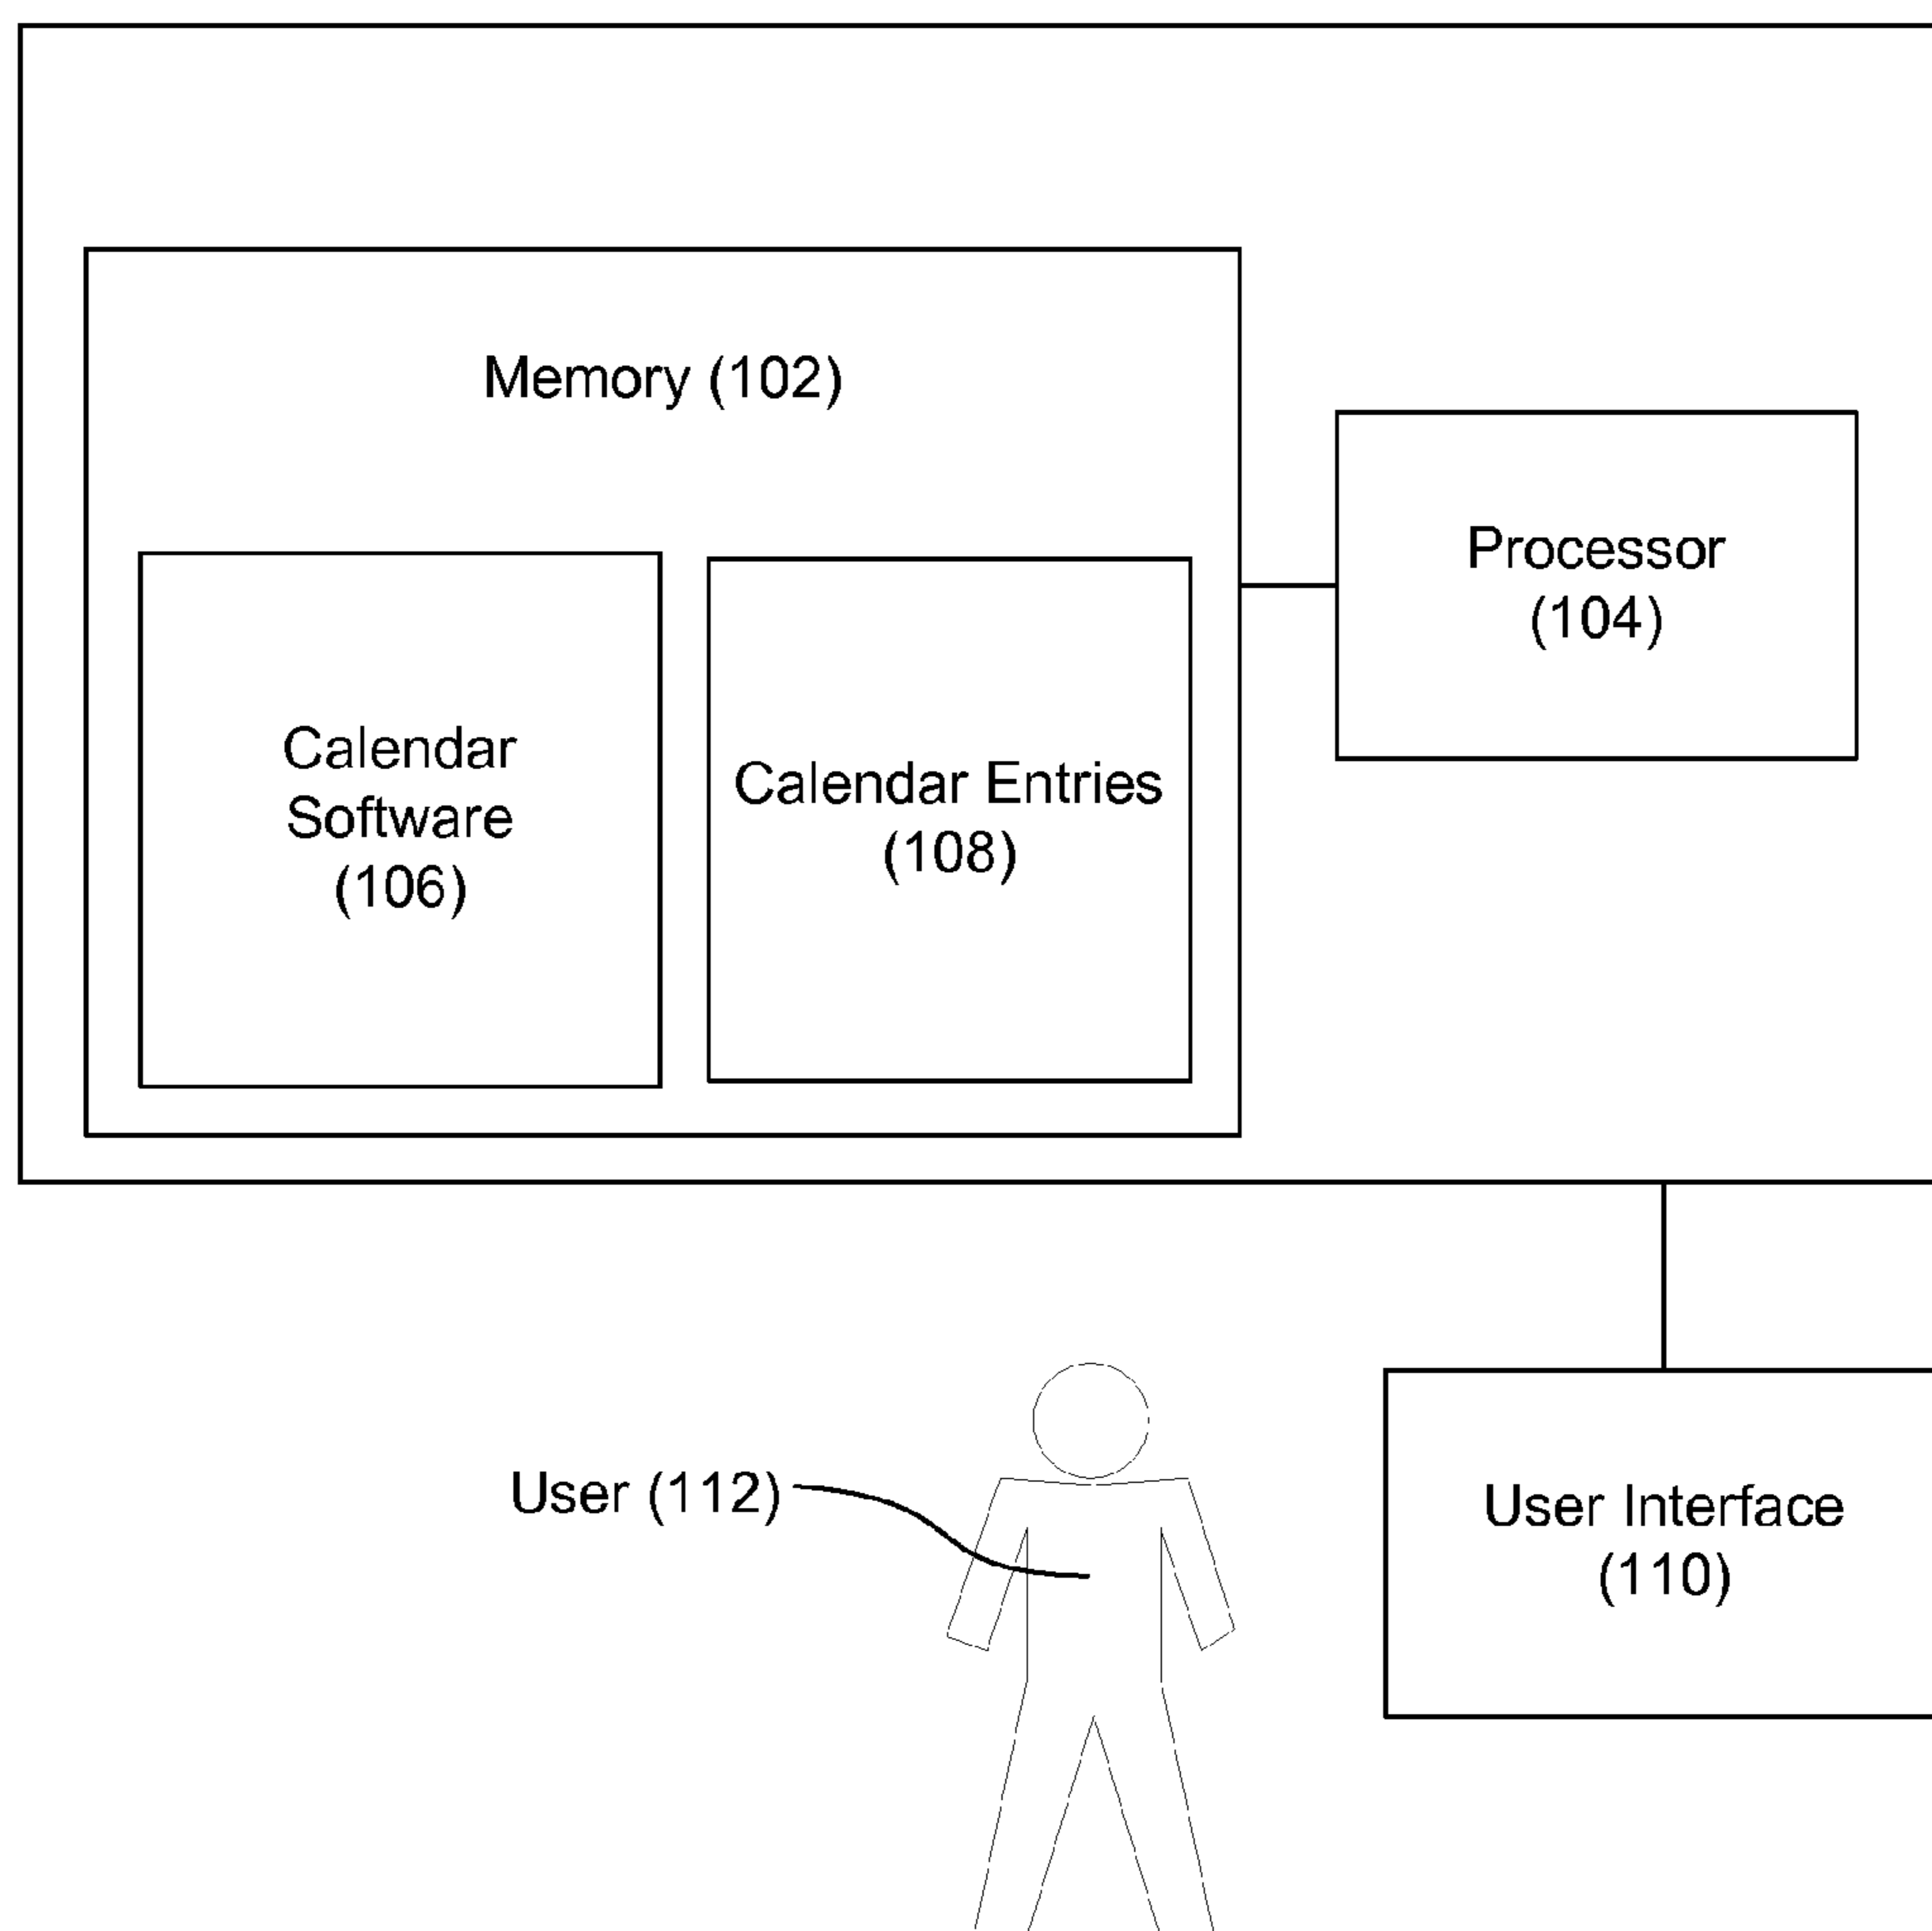 Memory (102)
Processor
(104)
Calendar
Software
(106)
Calendar Entries
(108)
User (112)
User Interface
(110)